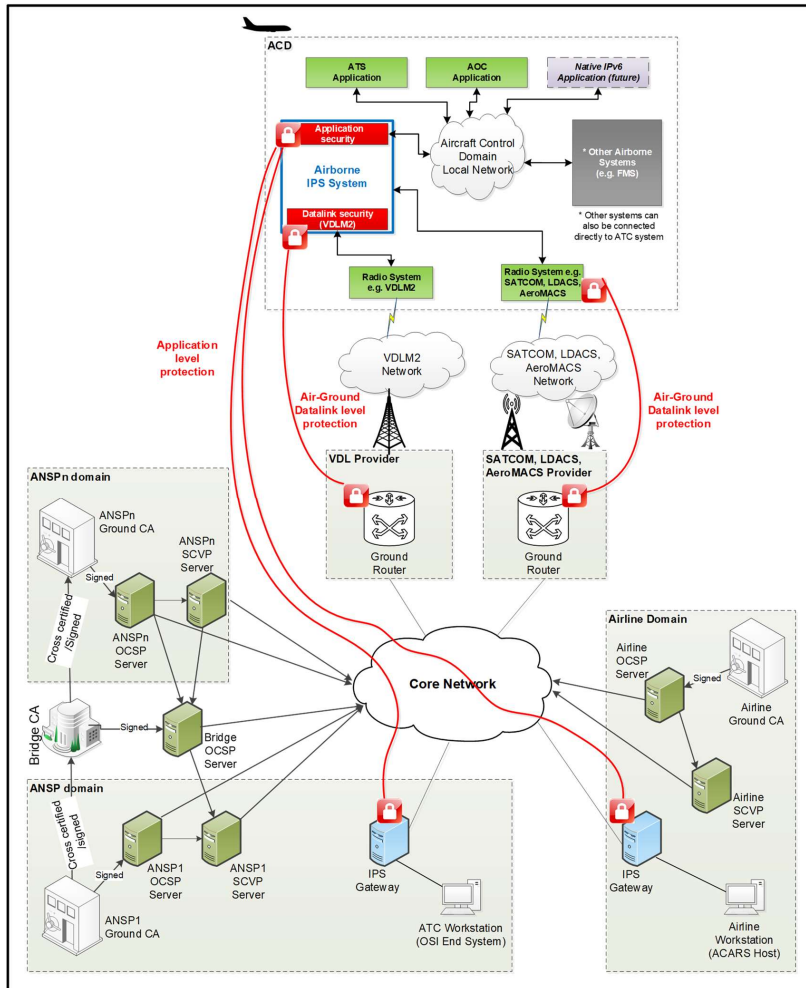 ACD
ATS
Application
AOC
Application
Native IPv6
Application (future)
Application
security
Airborne
IPS System
Datalink security
(VDLM2)
Aircraft Control
Domain
Local Network
* Other Airborne
Systems
(e.g. FMS)
* Other systems can
also be connected
directly to ATC system
Radio System
e.g. VDLM2
Radio System e.g.
SATCOM, LDACS,
AeroMACS
Application
level
protection
VDLM2
Network
SATCOM, LDACS,
AeroMACS
Network
Air-Ground
Datalink level
protection
Air-Ground
Datalink level
protection
VDL Provider
Ground
Router
SATCOM, LDACS,
AeroMACS Provider
Ground
Router
ANSPn domain
ANSPn
Ground CA
ANSPn
SCVP
Server
Signed
ANSPn
OCSP
Server
Cross certified
/Signed
Core Network
Airline Domain
Airline
OCSP
Server
Signed
Airline
Ground CA
Airline
SCVP
Server
Bridge CA
Signed
Bridge
OCSP
Server
ANSP domain
Cross certified
/signed
Signed
ANSP1
OCSP
Server
ANSP1
SCVP
Server
ANSP1
Ground CA
IPS
Gateway
ATC Workstation
(OSI End System)
IPS
Gateway
Airline
Workstation
(ACARS Host)